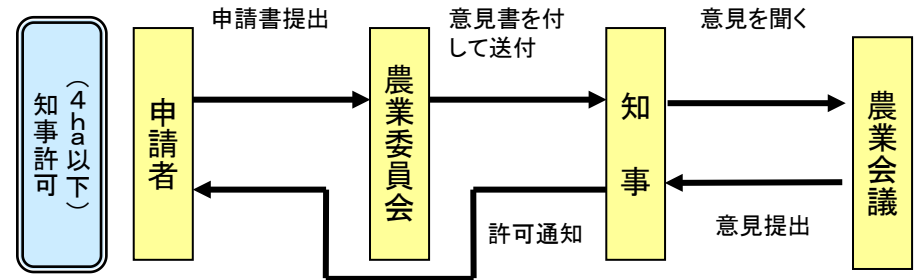 申請書提出
意見書を付
して送付
意見を聞く
知事許可
（４ha以下）
申請者
農業委員会
知事
農業会議
許可通知
意見提出